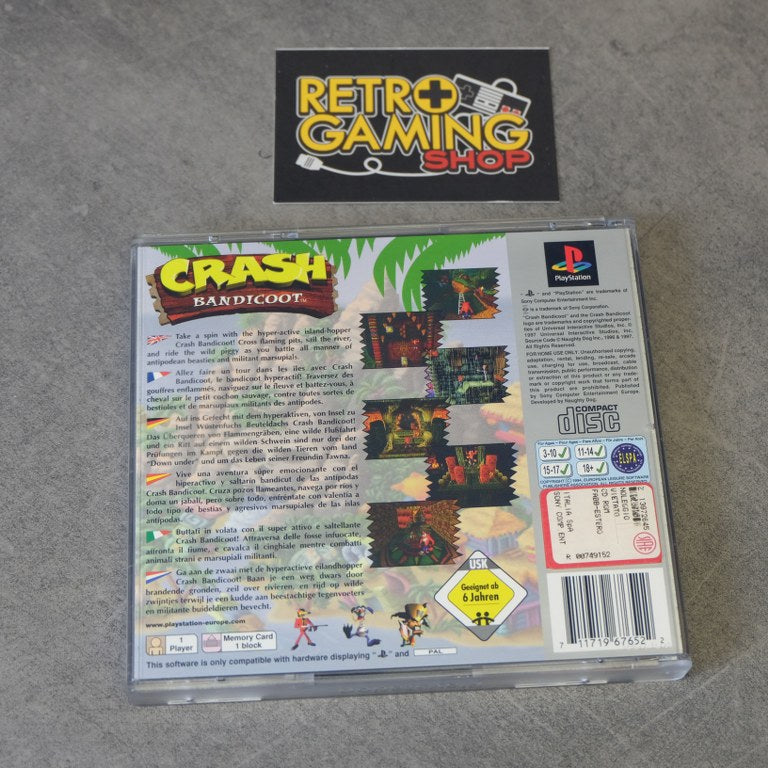 RETRO
GAMING
SHOP
CRASH
BANDICOOT™
Take a spin with the hyper-active island-hopper
Crash Bandicoot! Cross flaming pits, sail the river,
and ride the wild piggy as you battle all manner of
antipodean beasties and militant marsupials.
Allez faire un tour dans les iles avec Crash
Bandicoot, le bandicoot hyperactif! Traversez des
gouffres enflammés, naviguez sur le fleuve et battez-vous, à
cheval sur le petit cochon sauvage, contre toutes sortes de
bestioles et de marsupiaux militants des antipodes.
Auf ins Gefecht mit dem hyperaktiven, von Insel zu
Insel Wüstenfuchs Beuteldachs Crash Bandicoot!
Das Überqueren von Flammengräben, eine wilde Flußfahrt
und ein Ritt auf einem wilden Schwein sind nur drei der
Prüfungen im Kampf gegen die wilden Tieren vom land
"Down under" und um das Leben seiner Freundin Tawna.
Vive una aventura súper emocionante con el
hiperactivo y saltarín bandicut de las antípodas
Crash Bandicoot. Cruza pozos flameantes, navega por ríos y
doma un jabalí, pero sobre todo, enfréntate con valentía a
todo tipo de bestias y agresivos marsupiales de las islas
antípodas.
Buttati in volata con il super attivo e saltellante
Crash Bandicoot! Attraversa delle fosse infuocate,
affronta il fiume, e cavalca il cinghiale mentre combatti
animali strani e marsupiali militanti.
Ga aan de zwaai met de hyperactieve eilandhopper
Crash Bandicoot! Baan je een weg dwars door
brandende gronden, zeil over rivieren, en rijd op wilde
zwijntjes terwijl je een kudde aan beestachtige tegenvoeters
en militante buideldieren bevecht.
www.playstation-europe.com
1
Player
Memory Card
1 block
This software is only compatible with hardware displaying " " and PAL
PlayStation
" " and "PlayStation" are trademarks of
Sony Computer Entertainment Inc.
is a trademark of Sony Corporation.
"Crash Bandicoot" and the Crash Bandicoot
logo are trademarks and copyrighted proper-
ties of Universal Interactive Studios, Inc. ©
1997 Universal Interactive Studios, Inc.
Source Code © Naughty Dog Inc., 1996 & 1997.
All Rights Reserved.
FOR HOME USE ONLY. Unauthorised copying,
adaptation, rental, lending, re-sale, arcade
use, charging for use, broadcast, cable
transmission, public performance, distribution
or extraction of this product or any trade
mark or copyright work that forms part of
this product are prohibited. Published
by Sony Computer Entertainment Europe.
Developed by Naughty Dog.
COMPACT
disc
3-10
11-14
15-17
18+
ELSPA
NOLEGGIO
VIETATO
CD ROM
FABB-ESTERO
SONY COMP ENT
ITALIA SPA
SIAE
R 00749152
USK
Geeignet ab
6 Jahren
7 11719 67652 2